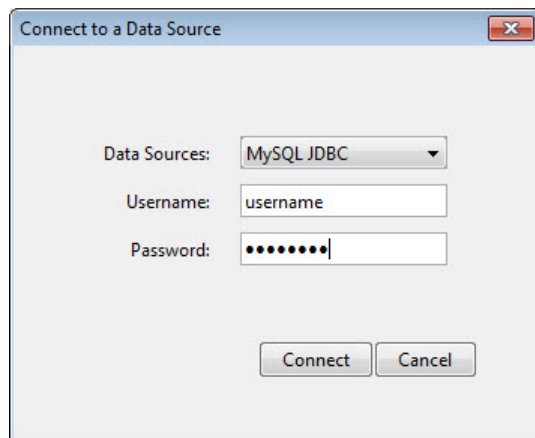 Connect to a Data Source
Data Sources: MySQL JDBC
Username: username
Password: ••••••••
Connect Cancel